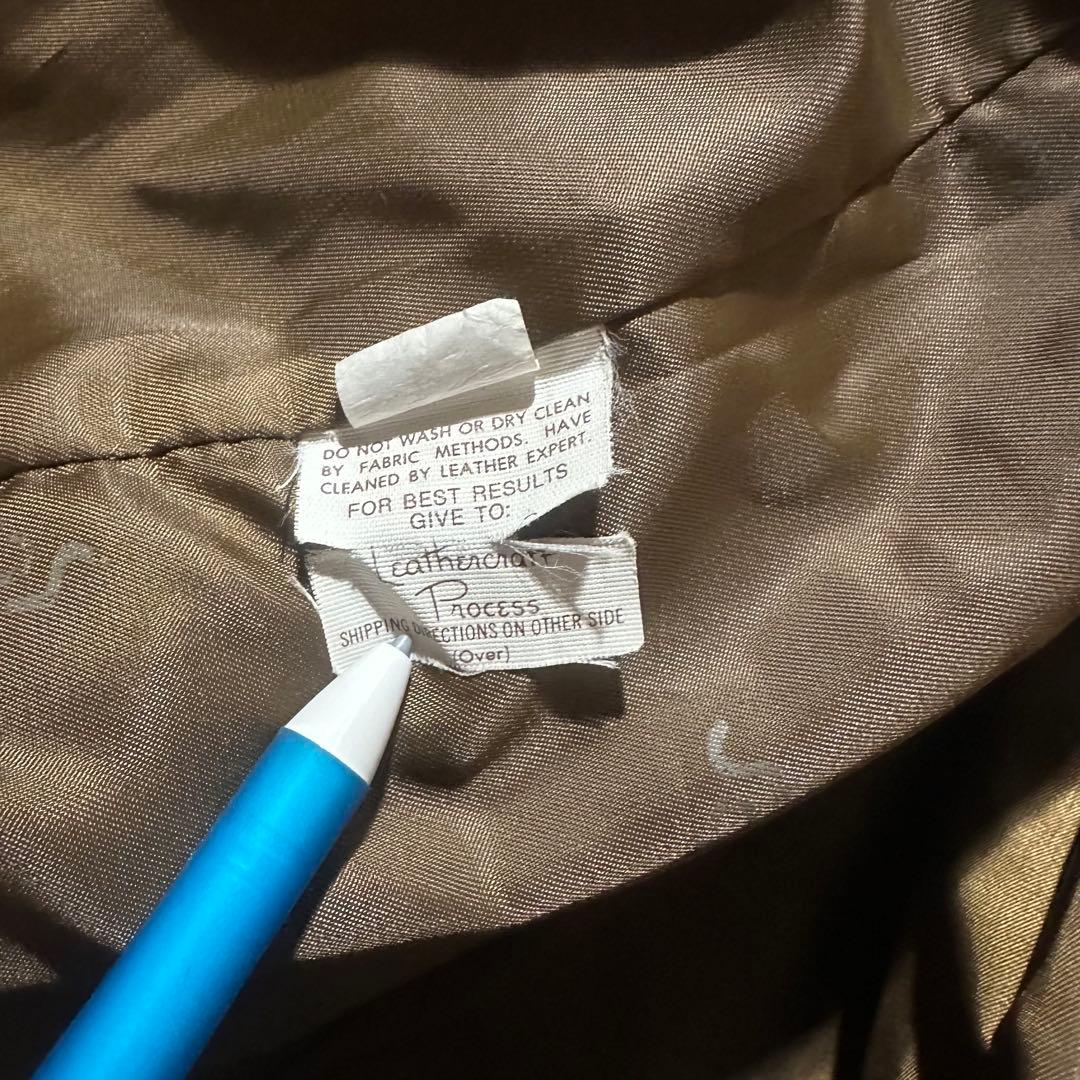 DO NOT WASH OR DRY CLEAN
BY FABRIC METHODS. HAVE
CLEANED BY LEATHER EXPERT.
FOR BEST RESULTS
GIVE TO:
Leathercraft
Process
SHIPPING DIRECTIONS ON OTHER SIDE
(Over)